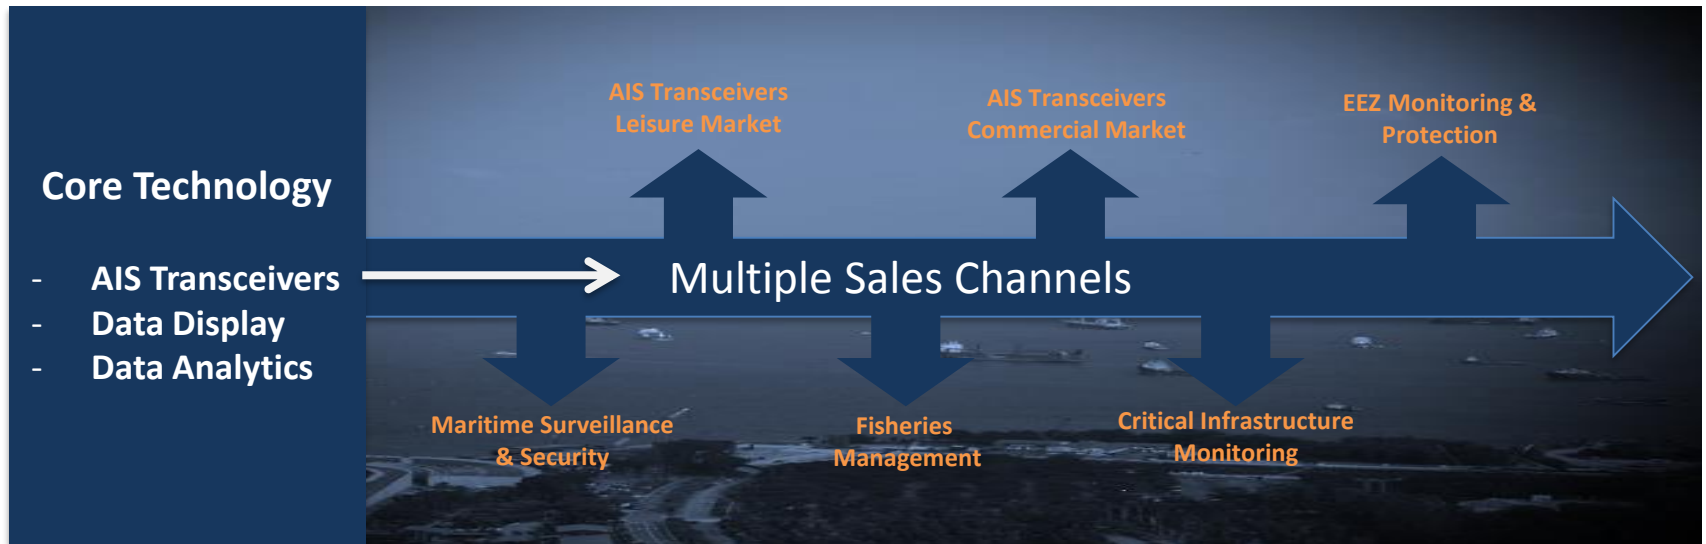 Core Technology
- AIS Transceivers
- Data Display
- Data Analytics
AIS Transceivers
Leisure Market
AIS Transceivers
Commercial Market
EEZ Monitoring &
Protection
Multiple Sales Channels
Maritime Surveillance
& Security
Fisheries
Management
Critical Infrastructure
Monitoring